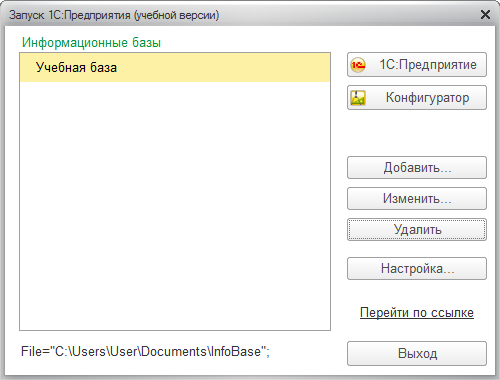 Запуск 1С:Предприятия (учебной версии)
Информационные базы
Учебная база
1С:Предприятие
Конфигуратор
Добавить...
Изменить...
Удалить
Настройка...
Перейти по ссылке
File="C:\Users\User\Documents\InfoBase";
Выход